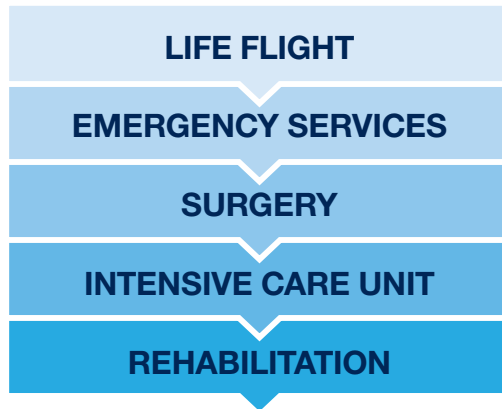 LIFE FLIGHT
EMERGENCY SERVICES
SURGERY
INTENSIVE CARE UNIT
REHABILITATION